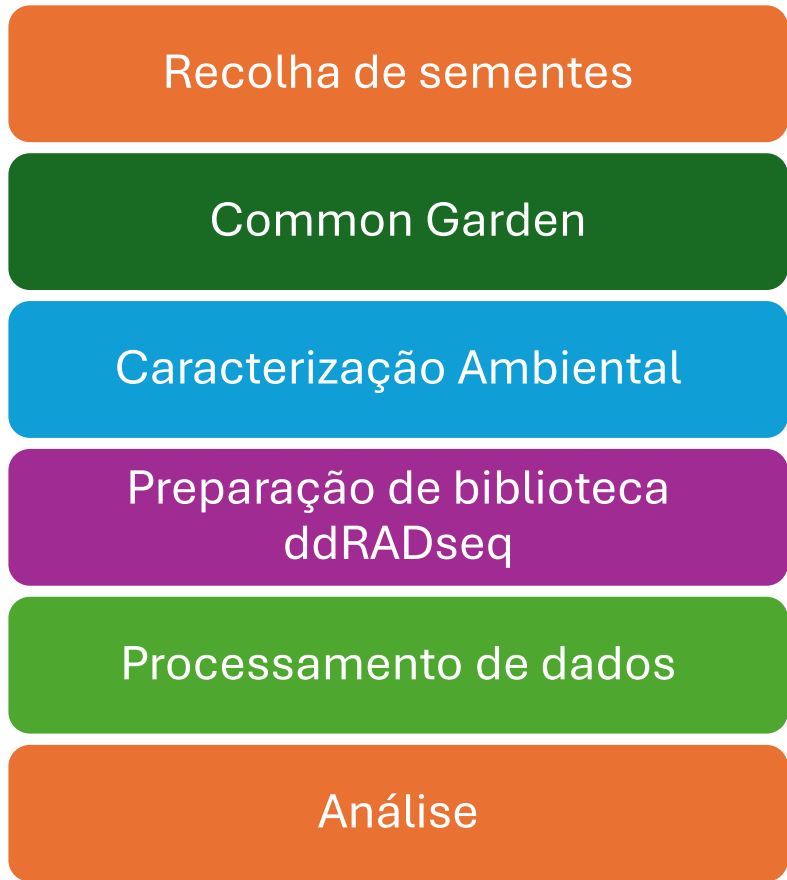 Recolha de sementes
Common Garden
Caracterização Ambiental
Preparação de biblioteca
ddRADseq
Processamento de dados
Análise